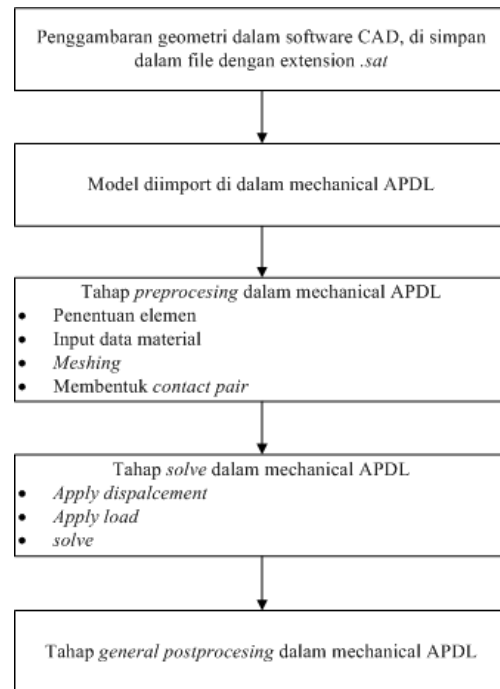 Penggambaran geometri dalam software CAD, di simpan
dalam file dengan extension .sat
Model diimport di dalam mechanical APDL
Tahap preprocesing dalam mechanical APDL
• Penentuan elemen
• Input data material
• Meshing
• Membentuk contact pair
Tahap solve dalam mechanical APDL
• Apply dispalcement
• Apply load
• solve
Tahap general postprocesing dalam mechanical APDL